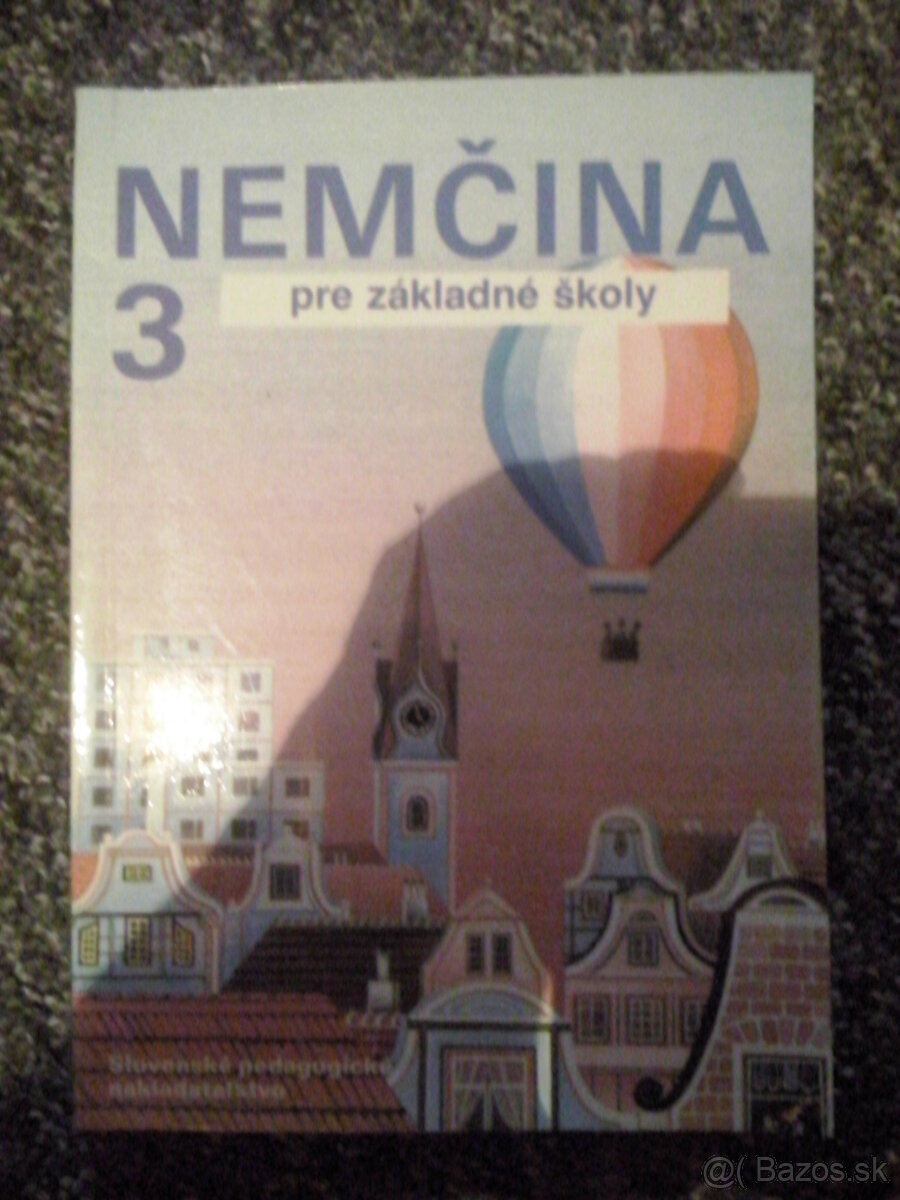 NEMČINA
3
pre základné školy
Slovenské pedagogické
nakladateľstvo
@( Bazos.sk